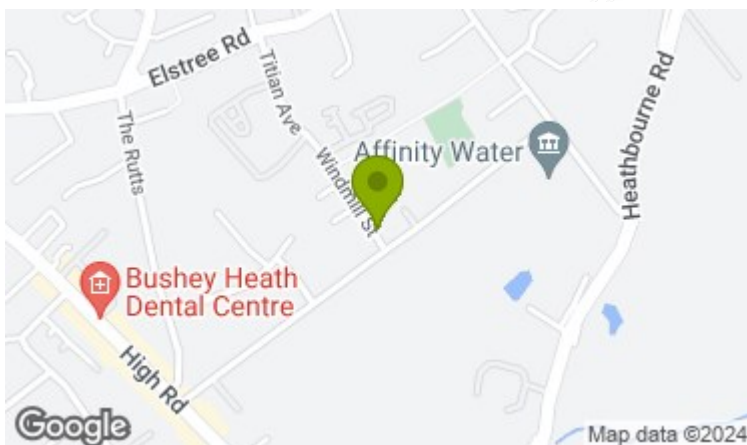 Elstree Rd
Titian Ave
The Rutts
Windmill St
Affinity Water
Heathbourne Rd
Bushey Heath
Dental Centre
High Rd
Google
Map data ©2024